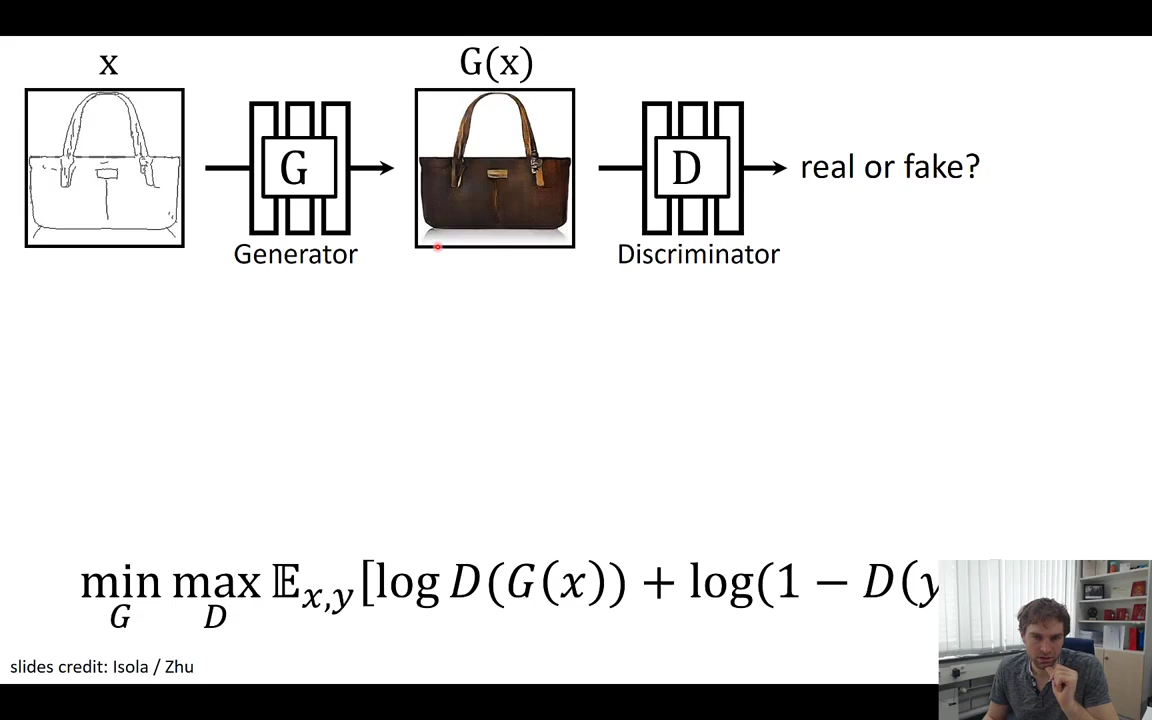 x
G(x)
G
D
real or fake?
Generator
Discriminator
min max 𝔼x,y[log D(G(x)) + log(1 − D(y
G D
slides credit: Isola / Zhu